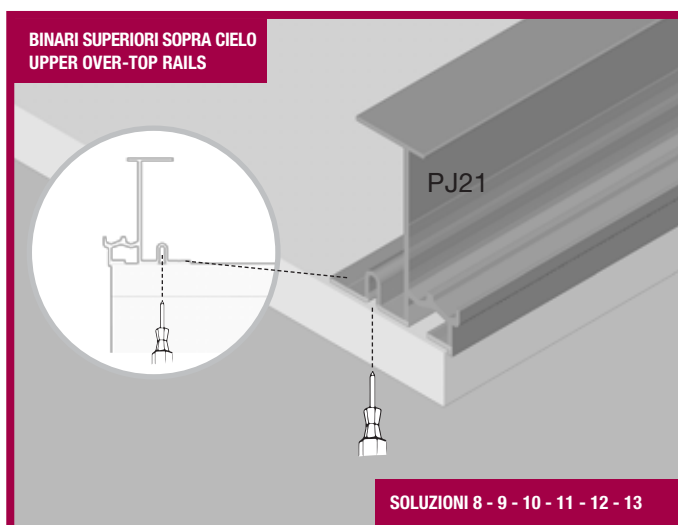 BINARI SUPERIORI SOPRA CIELO
UPPER OVER-TOP RAILS
PJ21
SOLUZIONI 8 - 9 - 10 - 11 - 12 - 13